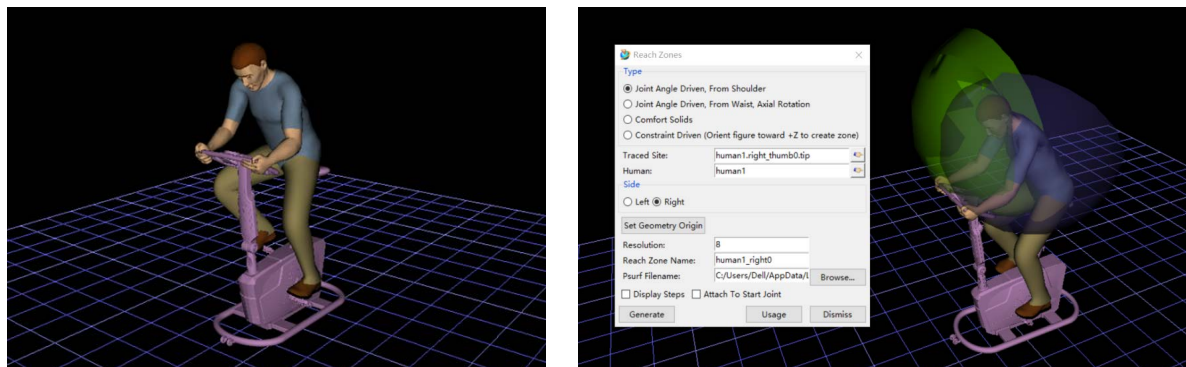 Reach Zones
Type
Joint Angle Driven, From Shoulder
Joint Angle Driven, From Waist, Axial Rotation
Comfort Solids
Constraint Driven (Orient figure toward +Z to create zone)
Traced Site: human1.right_thumb0.tip
Human: human1
Side
Left Right
Set Geometry Origin
Resolution: 8
Reach Zone Name: human1_right0
Psurf Filename: C:/Users/Dell/AppData/L Browse...
Display Steps Attach To Start Joint
Generate Usage Dismiss